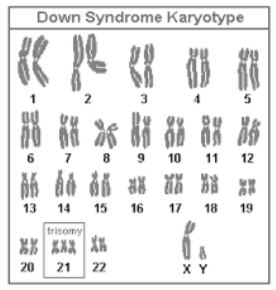 Down Syndrome Karyotype
1 2 3 4 5
6 7 8 9 10 11 12
13 14 15 16 17 18 19
trisomy
20 21 22 X Y